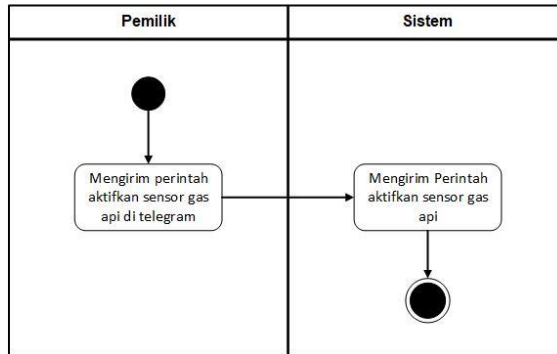 Pemilik
Sistem
Mengirim perintah
aktifkan sensor gas
api di telegram
Mengirim Perintah
aktifkan sensor gas
api